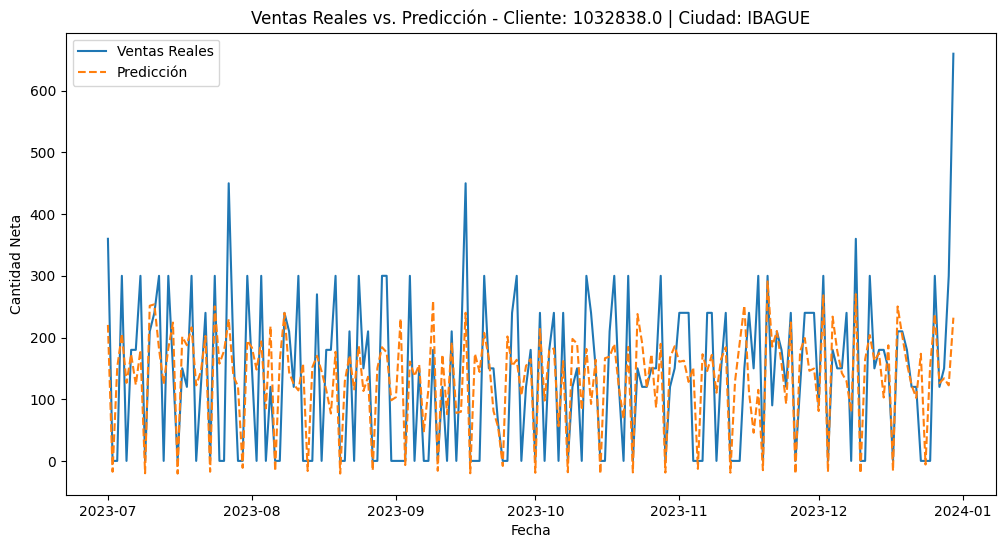 Ventas Reales vs. Predicción - Cliente: 1032838.0 | Ciudad: IBAGUE
Ventas Reales
Predicción
Cantidad Neta
600
500
400
300
200
100
0
2023-07
2023-08
2023-09
2023-10
2023-11
2023-12
2024-01
Fecha